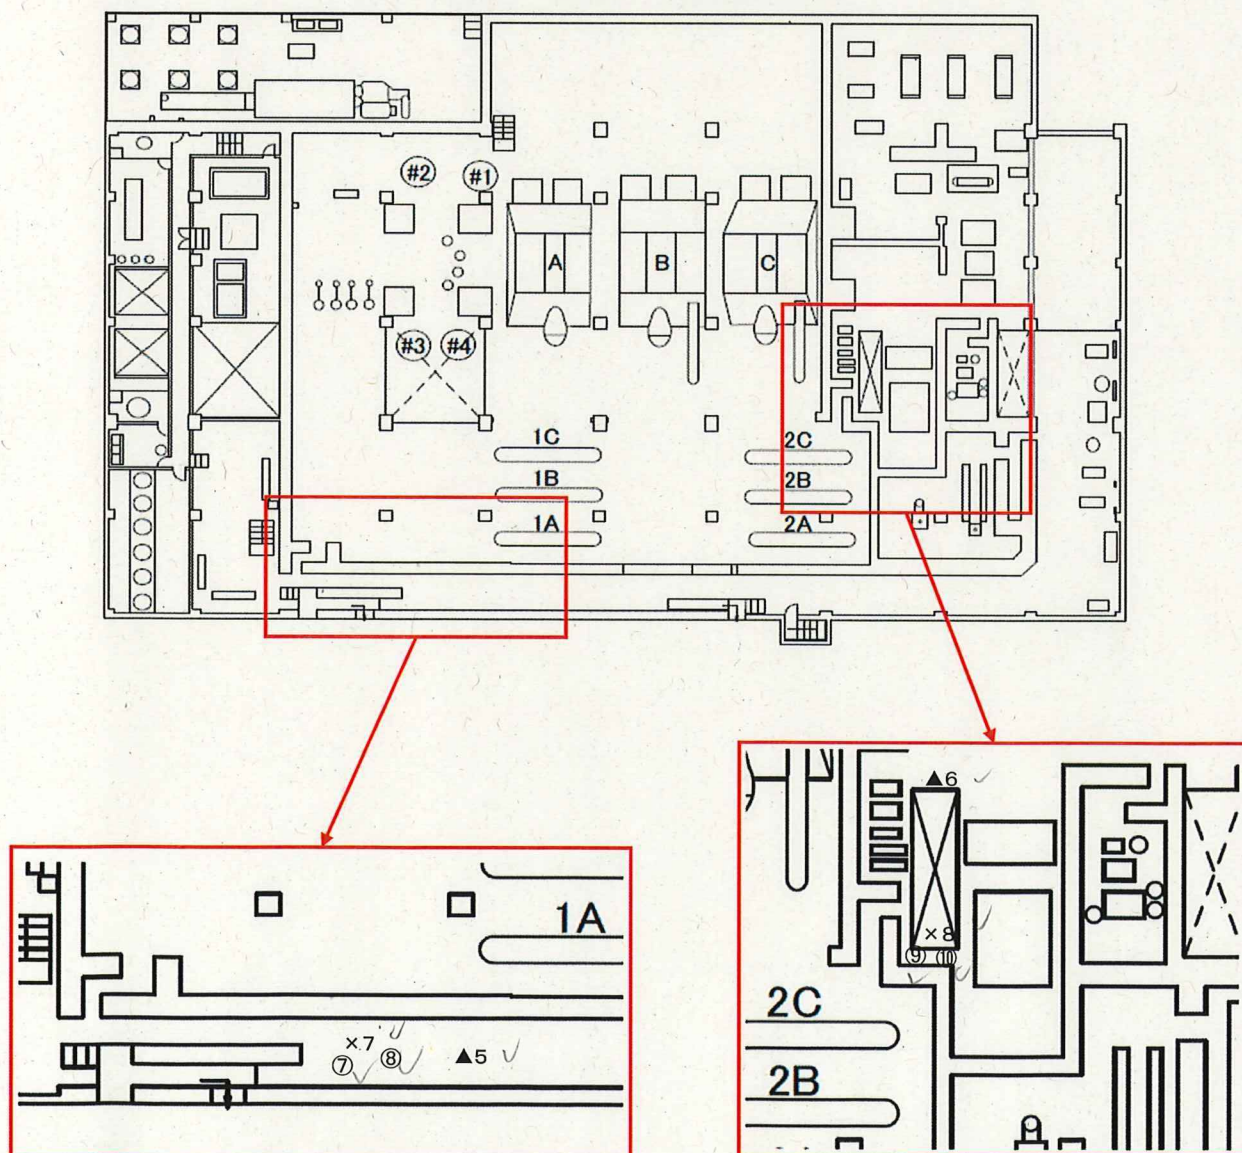 #2 #1
A B C
#3 #4
1C 2C
1B 2B
1A 2A
1A
×.7
⑦ ⑧ ▲5
▲6
×8
⑨ ⑩
2C
2B